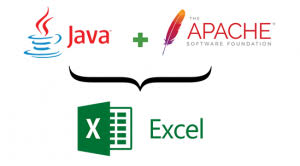 Java
+
THE
APACHE
SOFTWARE FOUNDATION
X
Excel